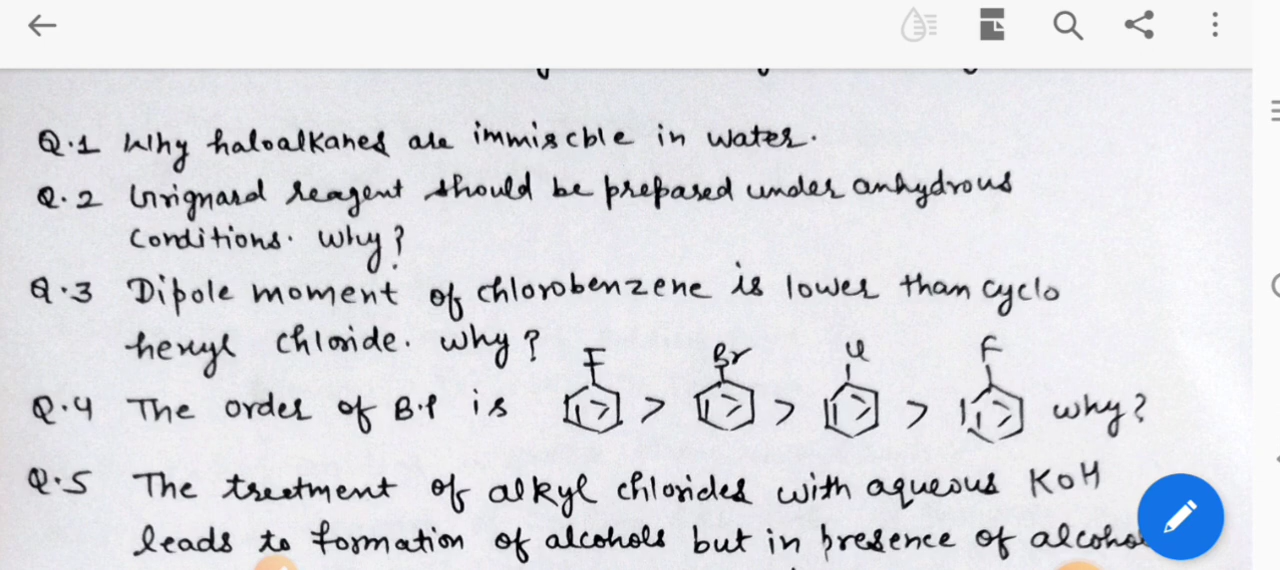 Q.1 Why haloalkanes are immiscble in water.
Q.2 Grignard reagent should be prepared under anhydrous
conditions. Why?
Q.3 Dipole moment of chlorobenzene is lower than cyclo
hexyl chloride. Why?
I Br Cl F
Q.4 The order of B.P is > > > why?
Q.5 The treetment of alkyl chlorides with aqueous KOH
leads to formation of alcohols but in presence of